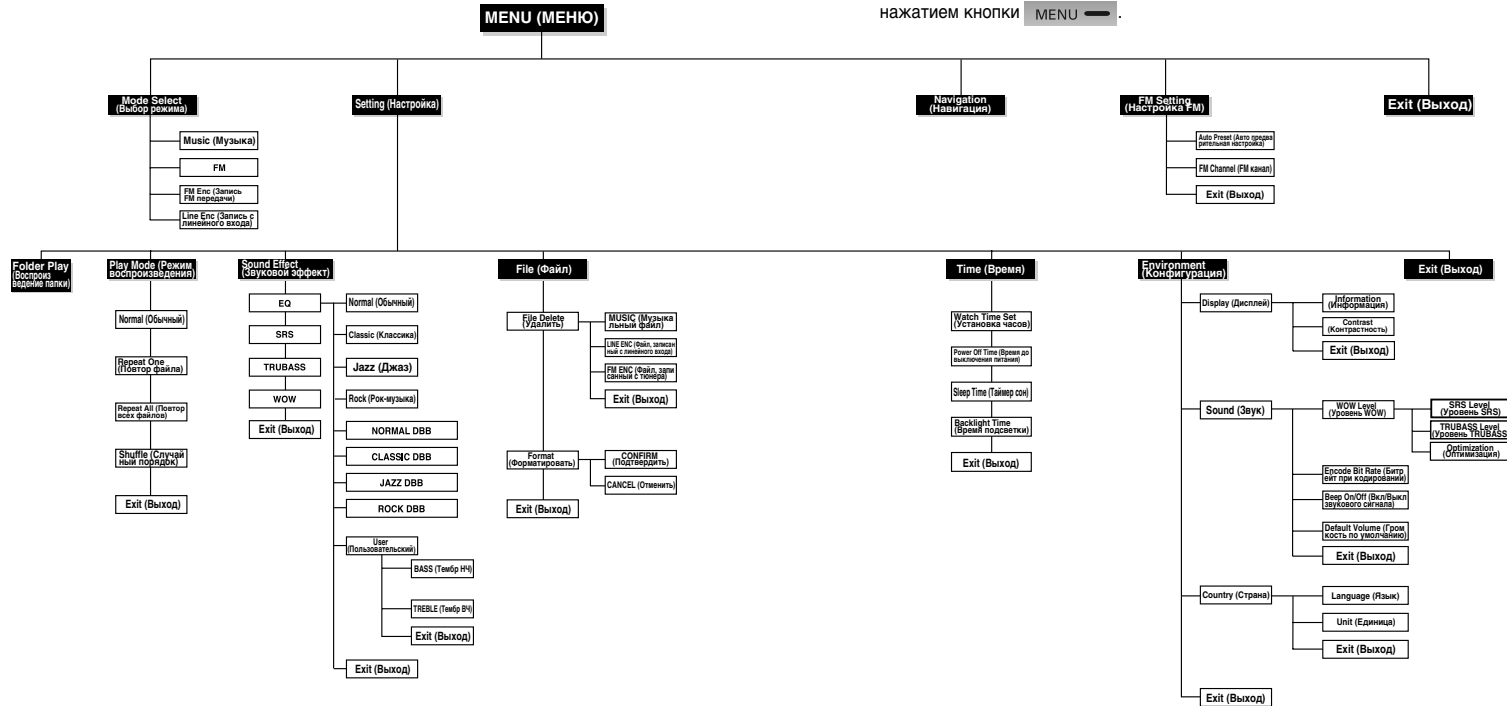 нажатием кнопки MENU .
MENU (МЕНЮ)
Mode Select
(Выбор режима)
Setting (Настройка)
Navigation
(Навигация)
FM Setting
(Настройка FM)
Exit (Выход)
Music (Музыка)
FM
FM Enc (Запись
FM передачи)
Line Enc (Запись с
линейного входа)
Auto Preset (Авто предва
рительная настройка)
FM Channel (FM канал)
Exit (Выход)
Folder Play
(Воспроиз
ведение папки)
Play Mode (Режим
воспроизведения)
Sound Effect
(Звуковой эффект)
File (Файл)
Time (Время)
Environment
(Конфигурация)
Exit (Выход)
Normal (Обычный)
Repeat One
(Повтор файла)
Repeat All (Повтор
всех файлов)
Shuffle (Случай
ный порядок)
Exit (Выход)
EQ
SRS
TRUBASS
WOW
Exit (Выход)
Normal (Обычный)
Classic (Классика)
Jazz (Джаз)
Rock (Рок-музыка)
NORMAL DBB
CLASSIC DBB
JAZZ DBB
ROCK DBB
User
(Пользовательский)
BASS (Тембр НЧ)
TREBLE (Тембр ВЧ)
Exit (Выход)
Exit (Выход)
File Delete
(Удалить)
MUSIC (Музыка
льный файл)
LINE ENC (Файл, записан
ный с линейного входа)
FM ENC (Файл, запи
санный с тюнера)
Exit (Выход)
Format
(Форматировать)
CONFIRM
(Подтвердить)
CANCEL (Отменить)
Exit (Выход)
Watch Time Set
(Установка часов)
Power Off Time (Время до
выключения питания)
Sleep Time (Таймер сон)
Backlight Time
(Время подсветки)
Exit (Выход)
Display (Дисплей)
Information
(Информация)
Contrast
(Контрастность)
Exit (Выход)
Sound (Звук)
WOW Level
(Уровень WOW)
SRS Level
(Уровень SRS)
TRUBASS Level
(Уровень TRUBASS
Optimization
(Оптимизация)
Encode Bit Rate (Битр
ейт при кодировании)
Beep On/Off (Вкл/Выкл
звукового сигнала)
Default Volume (Гром
кость по умолчанию)
Exit (Выход)
Country (Страна)
Language (Язык)
Unit (Единица)
Exit (Выход)
Exit (Выход)